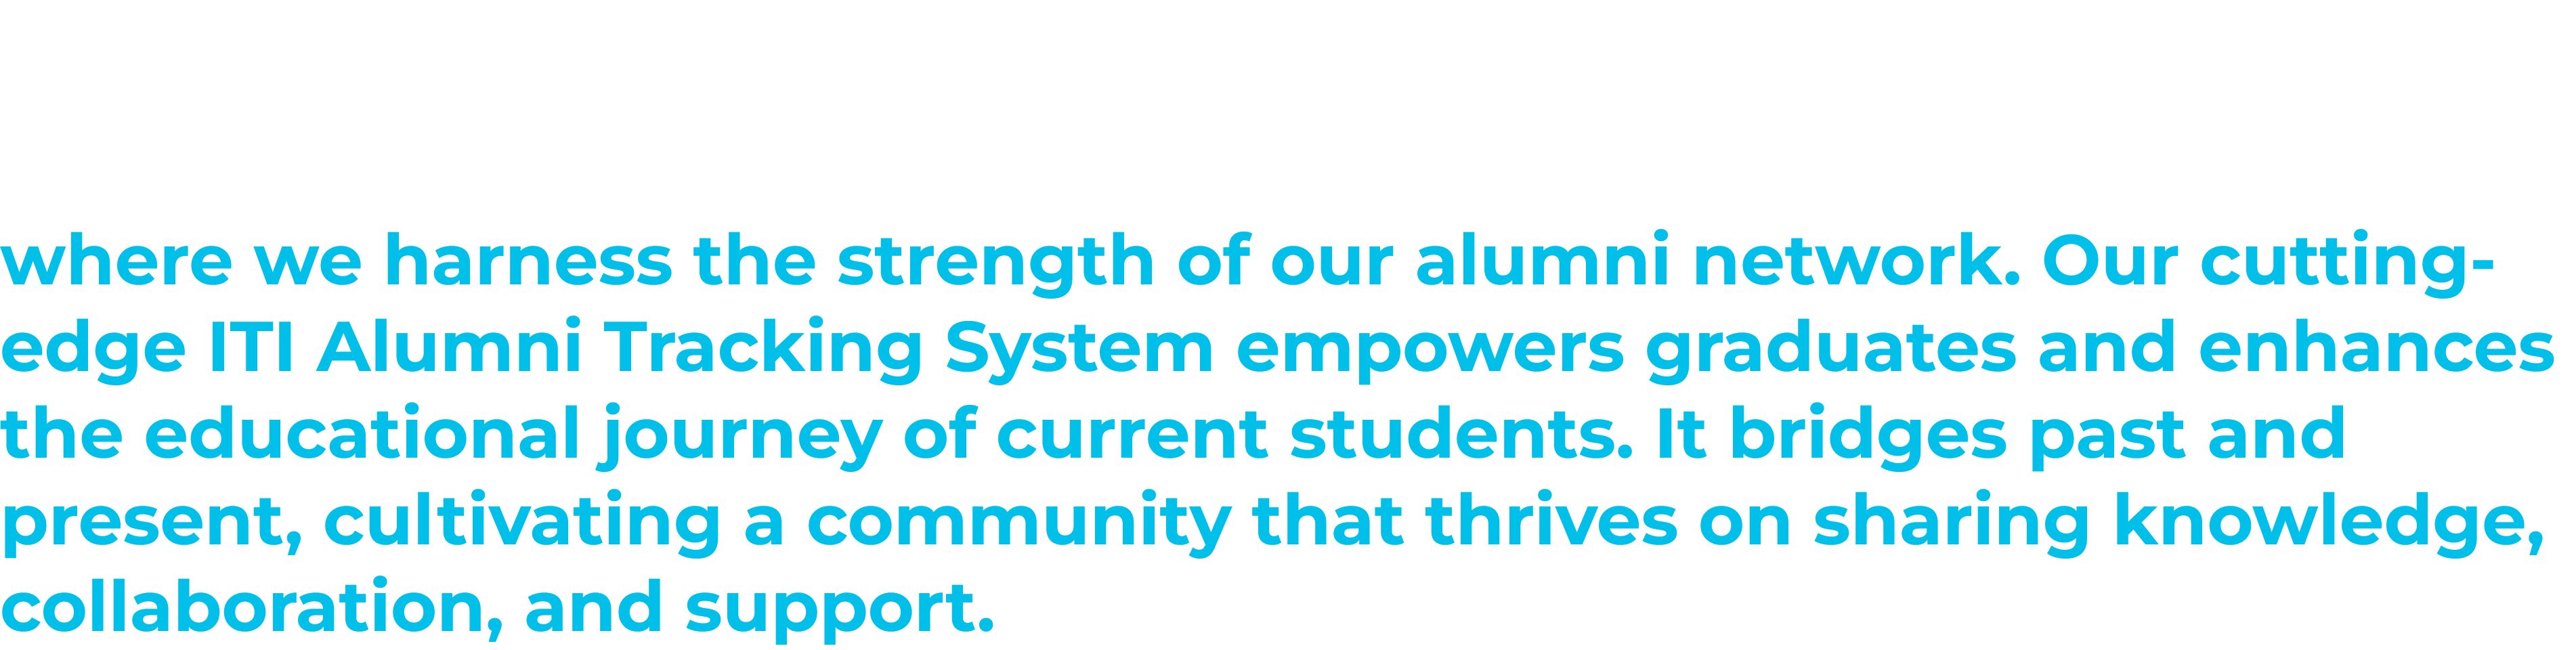 where we harness the strength of our alumni network. Our cutting-
edge ITI Alumni Tracking System empowers graduates and enhances
the educational journey of current students. It bridges past and
present, cultivating a community that thrives on sharing knowledge,
collaboration, and support.